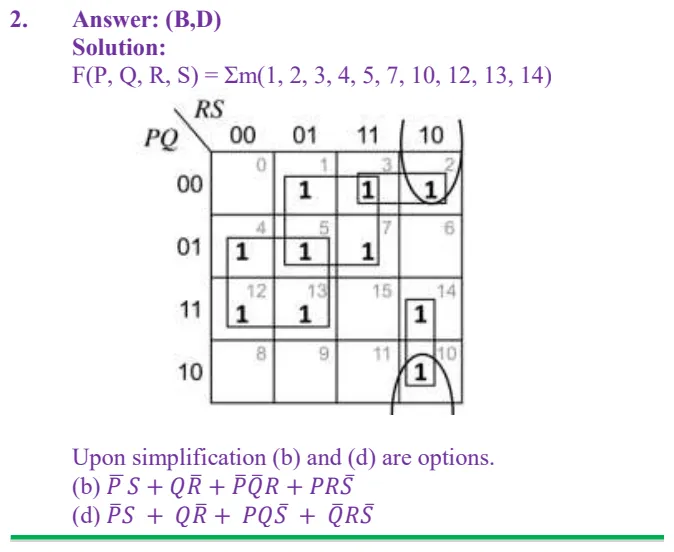 2. Answer: (B,D)
Solution:
F(P, Q, R, S) = Σm(1, 2, 3, 4, 5, 7, 10, 12, 13, 14)
RS
PQ 00 01 11 10
0 1 3 2
00 1 1 1
4 5 7 6
01 1 1 1
12 13 15 14
11 1 1 1
8 9 11 10
10 1
Upon simplification (b) and (d) are options.
(b) P̅ S + QR̅ + P̅Q̅R + PRS̅
(d) P̅S + QR̅ + PQS̅ + Q̅RS̅